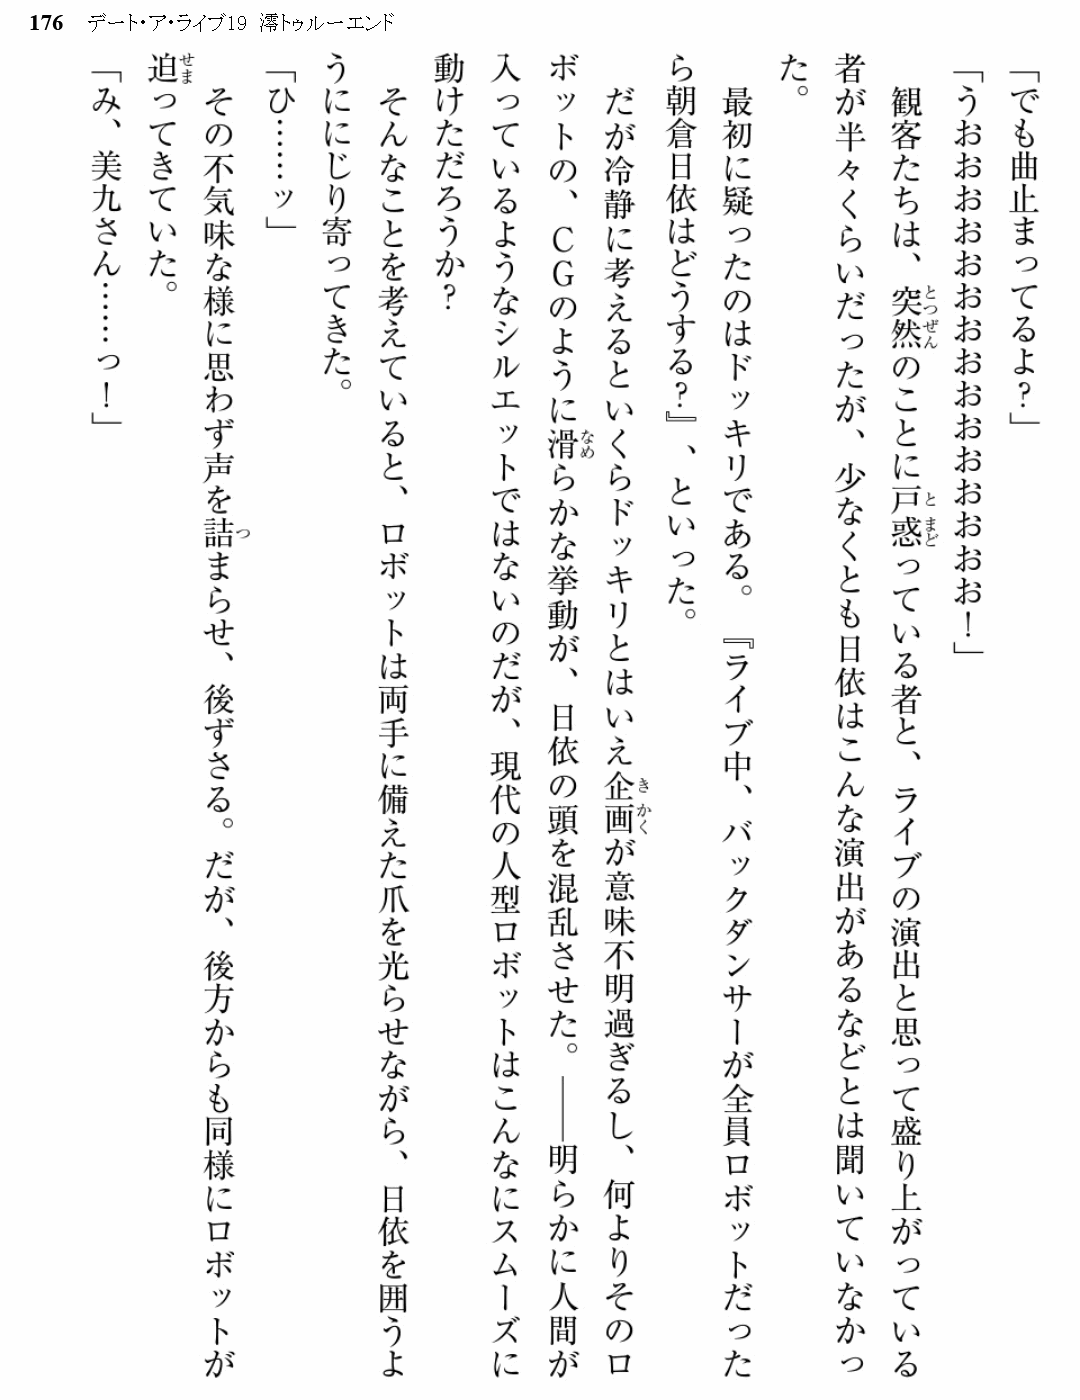 176 デート・ア・ライブ19 澪トゥルーエンド
「でも曲止まってるよ？」
「うおおおおおおおおおおおおおおおお！」
　観客たちは、突然のことに戸惑っている者と、ライブの演出と思って盛り上がっている
者が半々くらいだったが、少なくとも日依はこんな演出があるなどとは聞いていなかっ
た。
　最初に疑ったのはドッキリである。『ライブ中、バックダンサーが全員ロボットだった
ら朝倉日依はどうする？』、といった。
　だが冷静に考えるといくらドッキリとはいえ企画が意味不明過ぎるし、何よりそのロ
ボットの、ＣＧのように滑らかな挙動が、日依の頭を混乱させた。――明らかに人間が
入っているようなシルエットではないのだが、現代の人型ロボットはこんなにスムーズに
動けただろうか？
　そんなことを考えていると、ロボットは両手に備えた爪を光らせながら、日依を囲うよ
うににじり寄ってきた。
「ひ……ッ」
　その不気味な様に思わず声を詰まらせ、後ずさる。だが、後方からも同様にロボットが
迫ってきていた。
「み、美九さん……っ！」